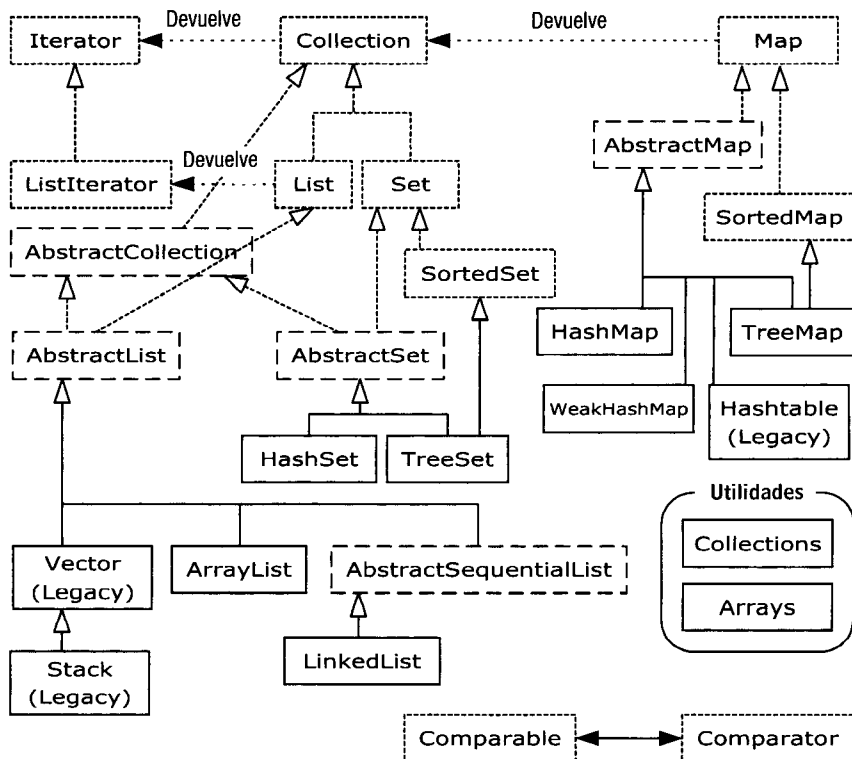 Devuelve
Devuelve
Iterator
Collection
Map
AbstractMap
Devuelve
ListIterator
List
Set
SortedMap
AbstractCollection
SortedSet
HashMap
TreeMap
AbstractList
AbstractSet
WeakHashMap
Hashtable
(Legacy)
HashSet
TreeSet
Utilidades
Collections
Vector
(Legacy)
ArrayList
AbstractSequentialList
Arrays
Stack
(Legacy)
LinkedList
Comparable
Comparator